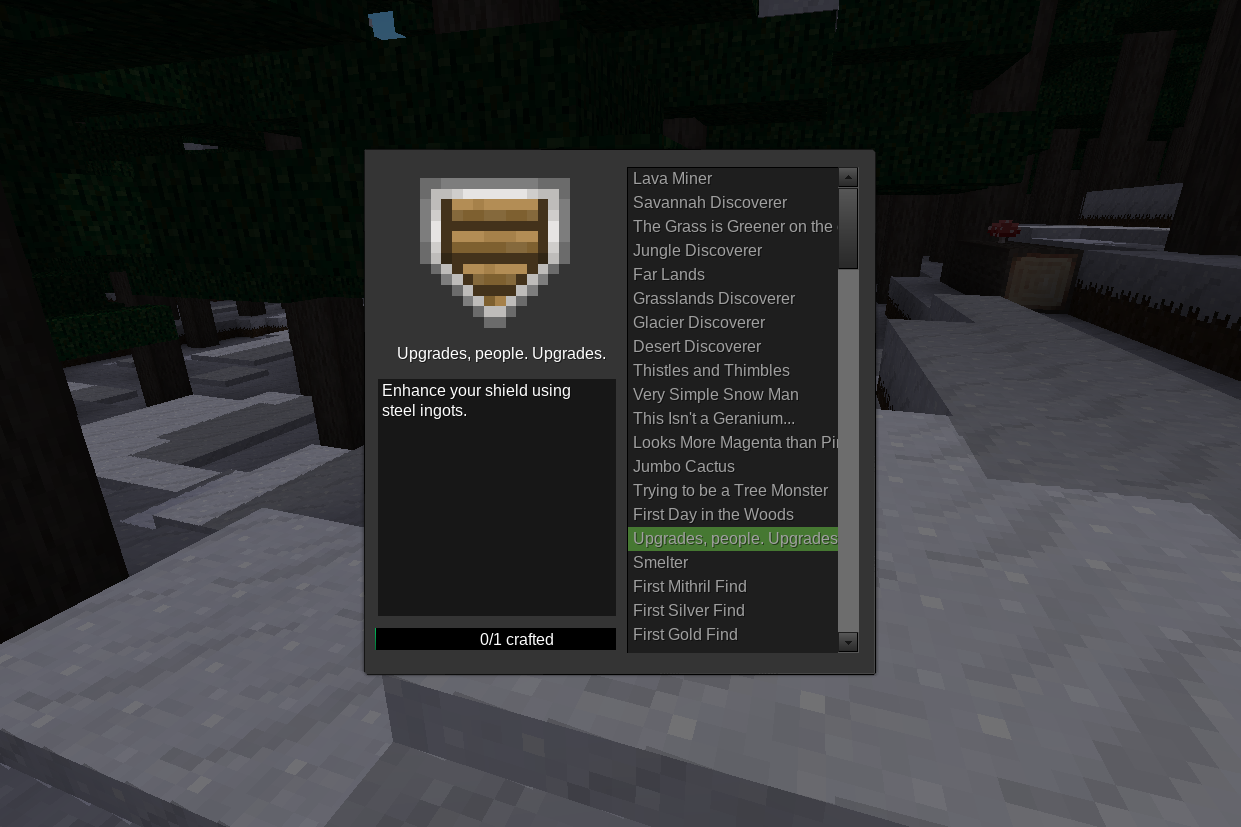 Upgrades, people. Upgrades.
Enhance your shield using
steel ingots.
0/1 crafted
Lava Miner
Savannah Discoverer
The Grass is Greener on the
Jungle Discoverer
Far Lands
Grasslands Discoverer
Glacier Discoverer
Desert Discoverer
Thistles and Thimbles
Very Simple Snow Man
This Isn't a Geranium...
Looks More Magenta than
Jumbo Cactus
Trying to be a Tree Monster
First Day in the Woods
Upgrades, people. Upgrades
Smelter
First Mithril Find
First Silver Find
First Gold Find